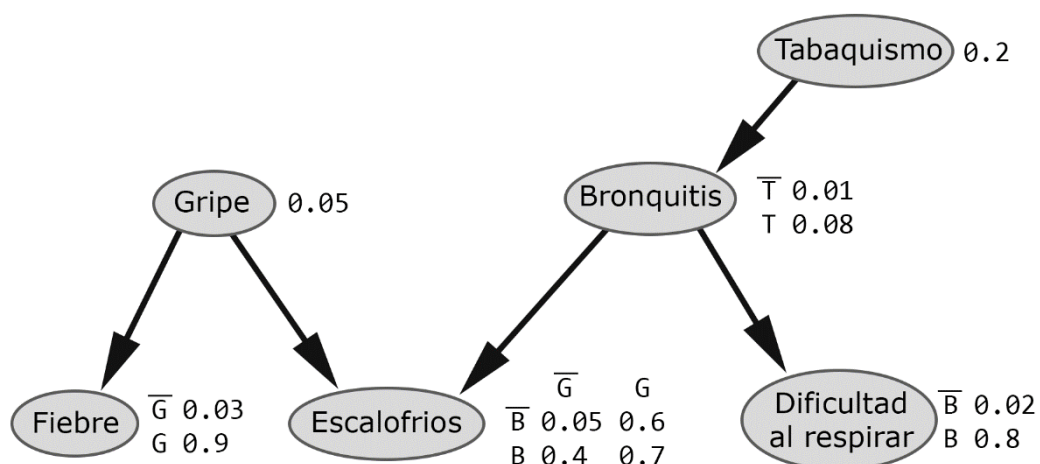 Tabaquismo 0.2
Gripe 0.05
Bronquitis
T̅ 0.01
T 0.08
Fiebre
G̅ 0.03
G 0.9
Escalofrios
G̅ G
B̅ 0.05 0.6
B 0.4 0.7
Dificultad
al respirar
B̅ 0.02
B 0.8